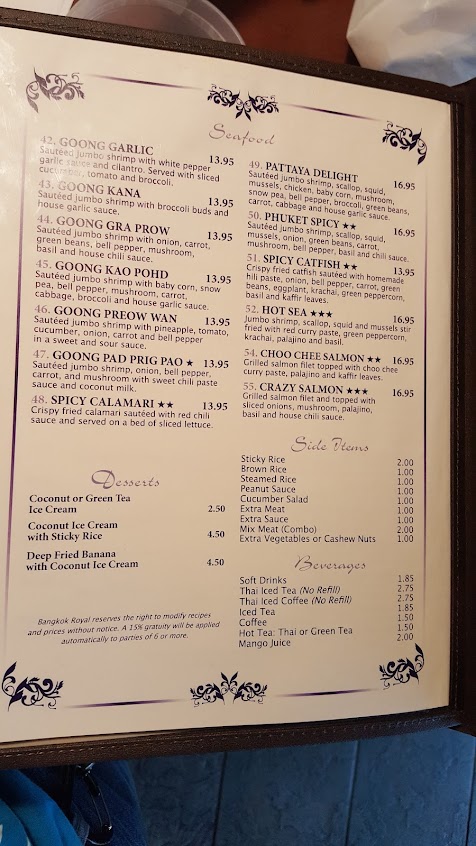 Seafood
42. GOONG GARLIC 13.95
Sautéed jumbo shrimp with white pepper
garlic sauce and cilantro. Served with sliced
cucumber, tomato and broccoli.
43. GOONG KANA 13.95
Sautéed jumbo shrimp with broccoli buds and
house garlic sauce.
44. GOONG GRA PROW 13.95
Sautéed jumbo shrimp with onion, carrot,
green beans, bell pepper, mushroom,
basil and house chili sauce.
45. GOONG KAO POHD 13.95
Sautéed jumbo shrimp with baby corn, snow
pea, bell pepper, mushroom, carrot,
cabbage, broccoli and house garlic sauce.
46. GOONG PREOW WAN 13.95
Sautéed jumbo shrimp with pineapple, tomato,
cucumber, onion, carrot and bell pepper
in a sweet and sour sauce.
47. GOONG PAD PRIG PAO ★ 13.95
Sautéed jumbo shrimp, onion, bell pepper,
carrot, and mushroom with sweet chili paste
sauce and coconut milk.
48. SPICY CALAMARI ★★ 13.95
Crispy fried calamari sautéed with red chili
sauce and served on a bed of sliced lettuce.
49. PATTAYA DELIGHT 16.95
Sautéed jumbo shrimp, scallop, squid,
mussels, chicken, baby corn, mushroom,
snow pea, bell pepper, broccoli, green beans,
carrot, cabbage and house garlic sauce.
50. PHUKET SPICY ★★ 16.95
Sautéed jumbo shrimp, scallop, squid,
mussels, onion, green beans, carrot,
mushroom, bell pepper, basil and chili sauce.
51. SPICY CATFISH ★★ 13.95
Crispy fried catfish sautéed with homemade
chili paste, onion, bell pepper, carrot, green
beans, eggplant, krachai, green peppercorn,
basil and kaffir leaves.
52. HOT SEA ★★★ 16.95
Jumbo shrimp, scallop, squid and mussels stir
fried with red curry paste, green peppercorn,
krachai, palajino and basil.
54. CHOO CHEE SALMON ★★ 16.95
Grilled salmon filet topped with choo chee
curry paste, palajino and kaffir leaves.
55. CRAZY SALMON ★★★ 16.95
Grilled salmon filet and topped with
sliced onions, mushroom, palajino,
basil and house chili sauce.
Desserts
Coconut or Green Tea
Ice Cream 2.50
Coconut Ice Cream
with Sticky Rice 4.50
Deep Fried Banana
with Coconut Ice Cream 4.50
Bangkok Royal reserves the right to modify recipes
and prices without notice. A 15% gratuity will be applied
automatically to parties of 6 or more.
Side Items
Sticky Rice 2.00
Brown Rice 1.00
Steamed Rice 1.00
Peanut Sauce 1.00
Cucumber Salad 1.00
Extra Meat 2.00
Extra Sauce 1.00
Mix Meat (Combo) 2.00
Extra Vegetables or Cashew Nuts 1.00
Beverages
Soft Drinks 1.85
Thai Iced Tea (No Refill) 2.75
Thai Iced Coffee (No Refill) 2.75
Iced Tea 1.85
Coffee 1.50
Hot Tea: Thai or Green Tea 1.50
Mango Juice 2.00